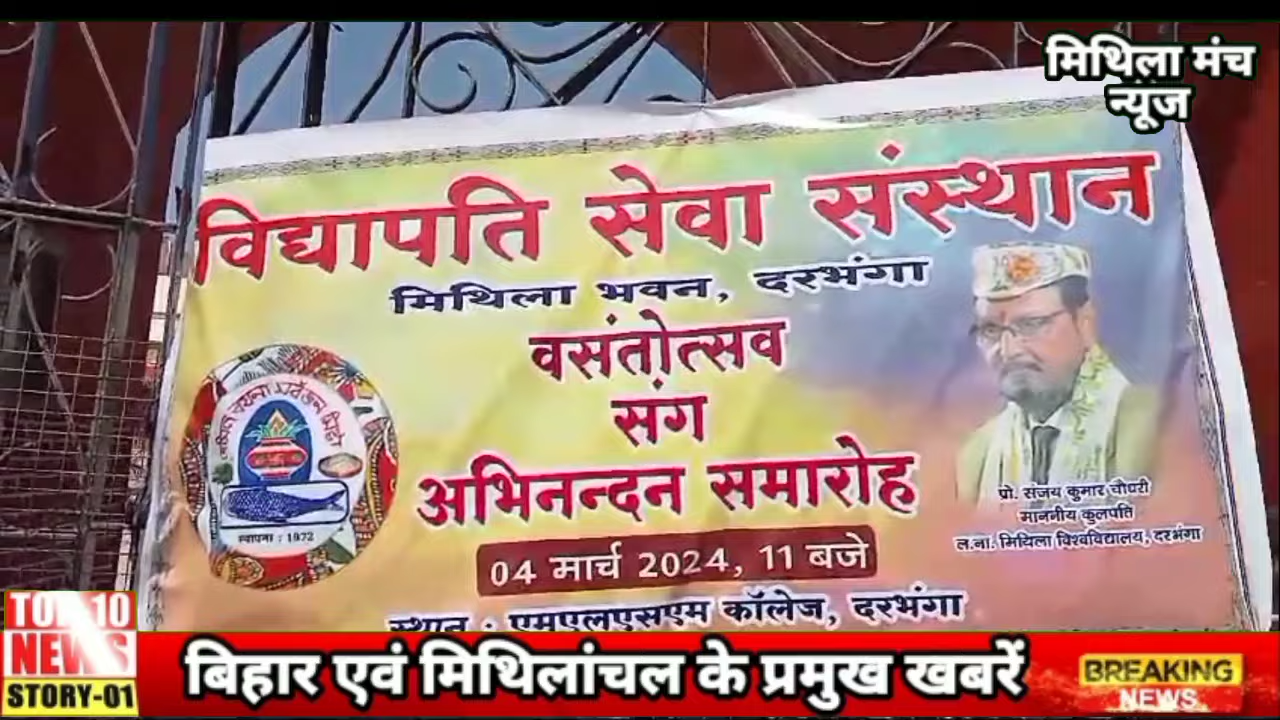 मिथिला मंच
न्यूज
विद्यापति सेवा संस्थान
मिथिला भवन, दरभंगा
वसंतोत्सव
संग
अभिनन्दन समारोह
04 मार्च 2024, 11 बजे
स्थान : एमएलएसएम कॉलेज, दरभंगा
स्थापना : 1972
प्रो. संजय कुमार चौधरी
माननीय कुलपति
ल.ना. मिथिला विश्वविद्यालय, दरभंगा
TOP 10
NEWS
STORY-01
बिहार एवं मिथिलांचल के प्रमुख खबरें
BREAKING
NEWS